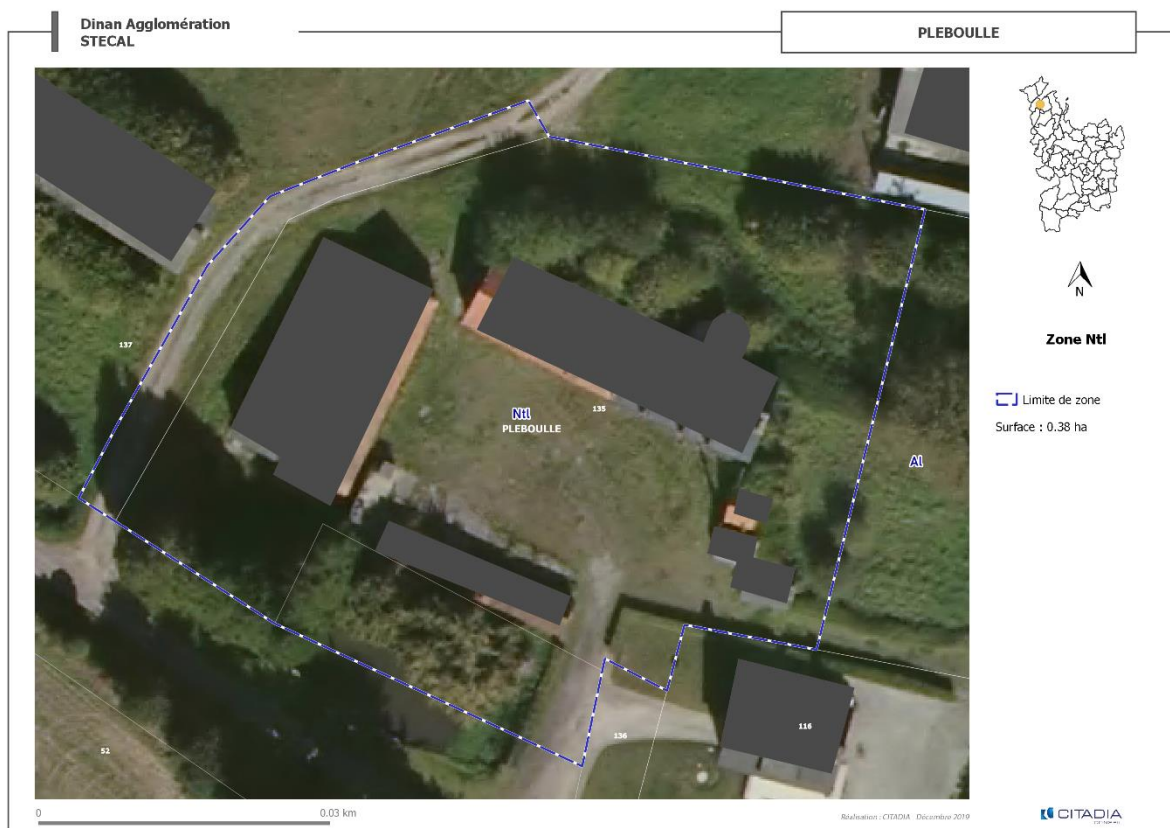 Dinan Agglomération
STECAL
PLEBOULLE
N
Zone Ntl
Limite de zone
Surface : 0.38 ha
137
Ntl
135
PLEBOULLE
Al
116
136
52
0
0.03 km
Réalisation : CITADIA Décembre 2019
CITADIA